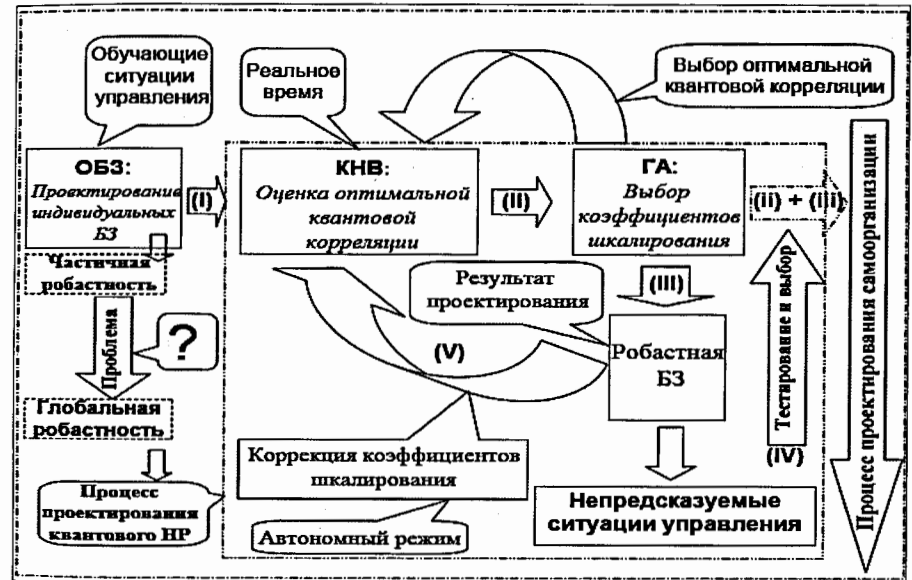 Обучающие
ситуации
управления
Реальное
время
Выбор оптимальной
квантовой корреляции
ОБЗ:
Проектирование
индивидуальных
БЗ
(I)
КНВ:
Оценка оптимальной
квантовой
корреляции
(II)
ГА:
Выбор
коэффициентов
шкалирования
(ii) + (iii)
Частичная
робастность
Проблема
?
Глобальная
робастность
Процесс
проектирования
квантового НР
Результат
проектирования
(III)
(V)
Робастная
БЗ
Тестирование и выбор
(IV)
Коррекция коэффициентов
шкалирования
Автономный режим
Непредсказуемые
ситуации управления
Процесс проектирования самоорганизации